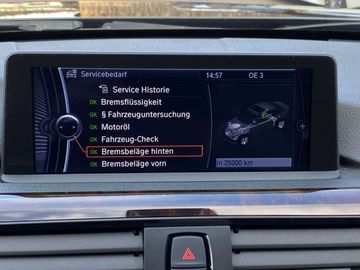 Servicebedarf 14:57 OE 3
Service Historie
OK Bremsflüssigkeit
OK § Fahrzeuguntersuchung
OK Motoröl
OK Fahrzeug-Check
OK Bremsbeläge hinten
OK Bremsbeläge vorn
in 25000 km